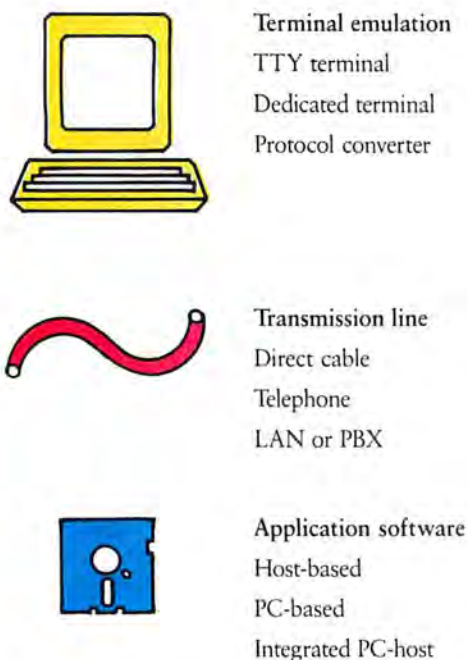 Terminal emulation
TTY terminal
Dedicated terminal
Protocol converter
Transmission line
Direct cable
Telephone
LAN or PBX
Application software
Host-based
PC-based
Integrated PC-host